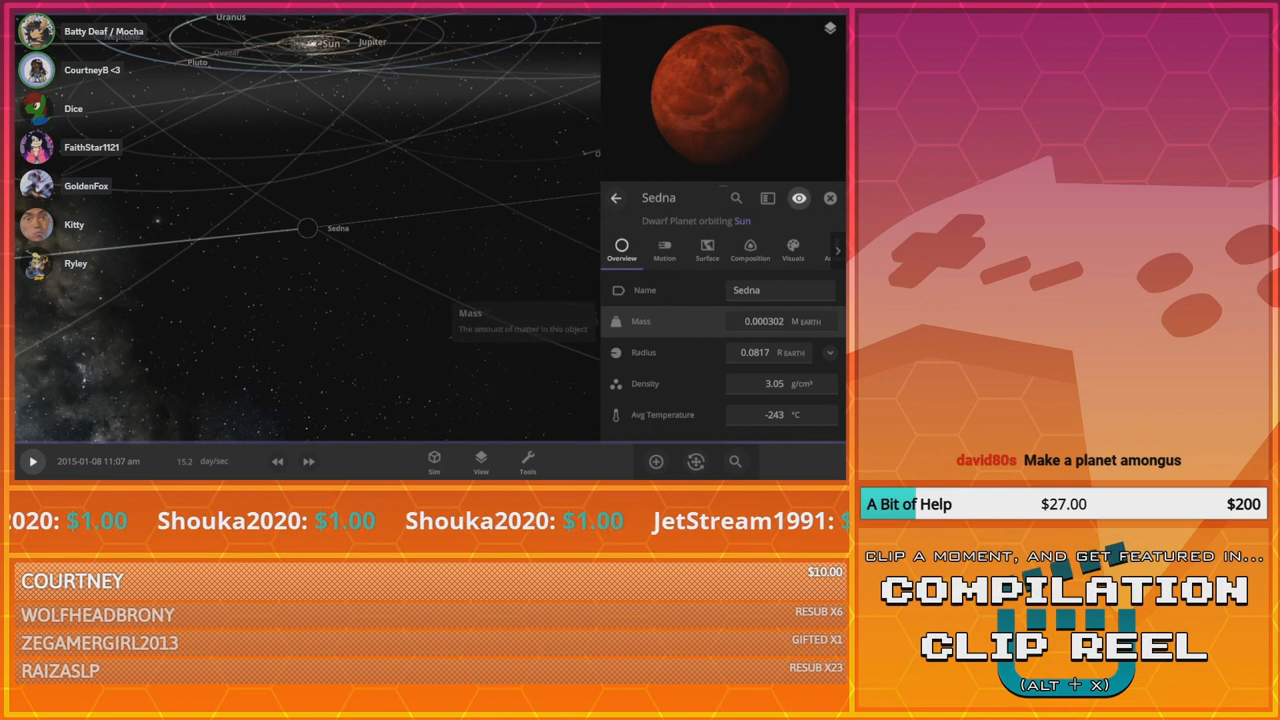 Batty Deaf / Mocha
CourtneyB <3
Dice
FaithStar1121
GoldenFox
Kitty
Ryley
Uranus
Neptune
Quaoar
Pluto
Sun
Jupiter
Sedna
Mass
The amount of matter in this object
Sedna
Dwarf Planet orbiting Sun
Overview Motion Surface Composition Visuals
Name Sedna
Mass 0.000302 M EARTH
Radius 0.0817 R EARTH
Density 3.05 g/cm³
Avg Temperature -243 °C
2015-01-08 11:07 am 15.2 day/sec
Sim View Tools
david80s Make a planet amongus
A Bit of Help $27.00 $200
2020: $1.00 Shouka2020: $1.00 Shouka2020: $1.00 JetStream1991: $
COURTNEY $10.00
WOLFHEADBRONY RESUB X6
ZEGAMERGIRL2013 GIFTED X1
RAIZASLP RESUB X23
CLIP A MOMENT, AND GET FEATURED IN...
COMPILATION
CLIP REEL
(ALT + X)